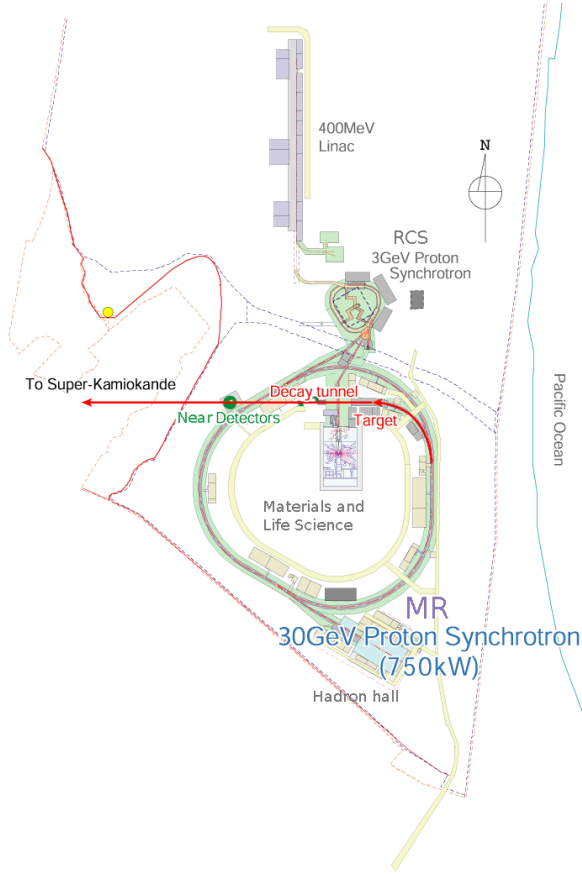 400MeV
Linac
N
RCS
3GeV Proton
Synchrotron
To Super-Kamiokande
Decay tunnel
Near Detectors
Target
Pacific Ocean
Materials and
Life Science
MR
30GeV Proton Synchrotron
(750kW)
Hadron hall